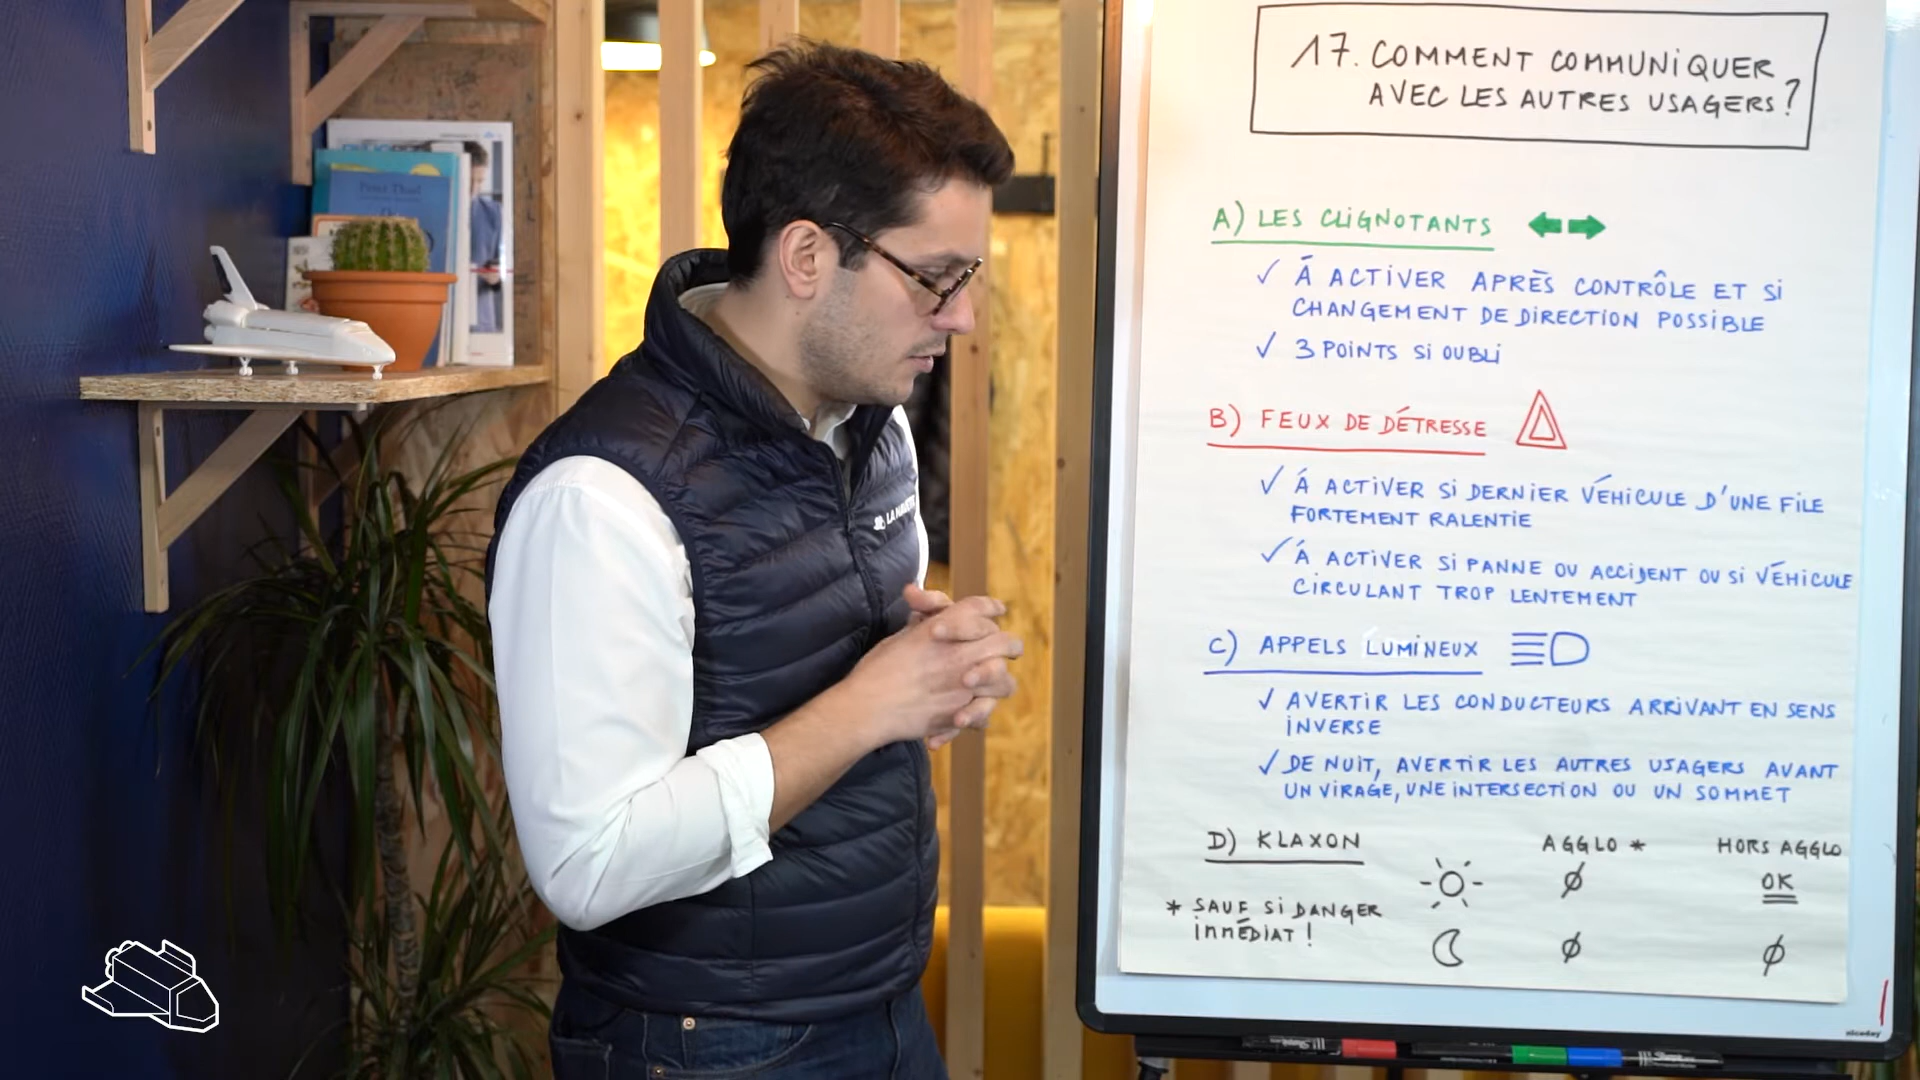 17. COMMENT COMMUNIQUER
AVEC LES AUTRES USAGERS ?
A) LES CLIGNOTANTS
✓ À ACTIVER APRÈS CONTRÔLE ET SI
CHANGEMENT DE DIRECTION POSSIBLE
✓ 3 POINTS SI OUBLI
B) FEUX DE DÉTRESSE
✓ À ACTIVER SI DERNIER VÉHICULE D'UNE FILE
FORTEMENT RALENTIE
✓ À ACTIVER SI PANNE OU ACCIDENT OU SI VÉHICULE
CIRCULANT TROP LENTEMENT
C) APPELS LUMINEUX
✓ AVERTIR LES CONDUCTEURS ARRIVANT EN SENS
INVERSE
✓ DE NUIT, AVERTIR LES AUTRES USAGERS AVANT
UN VIRAGE, UNE INTERSECTION OU UN SOMMET
D) KLAXON
AGGLO * HORS AGGLO
Ø OK
* SAUF SI DANGER
IMMÉDIAT !
Ø Ø
Peter Thiel
niceday